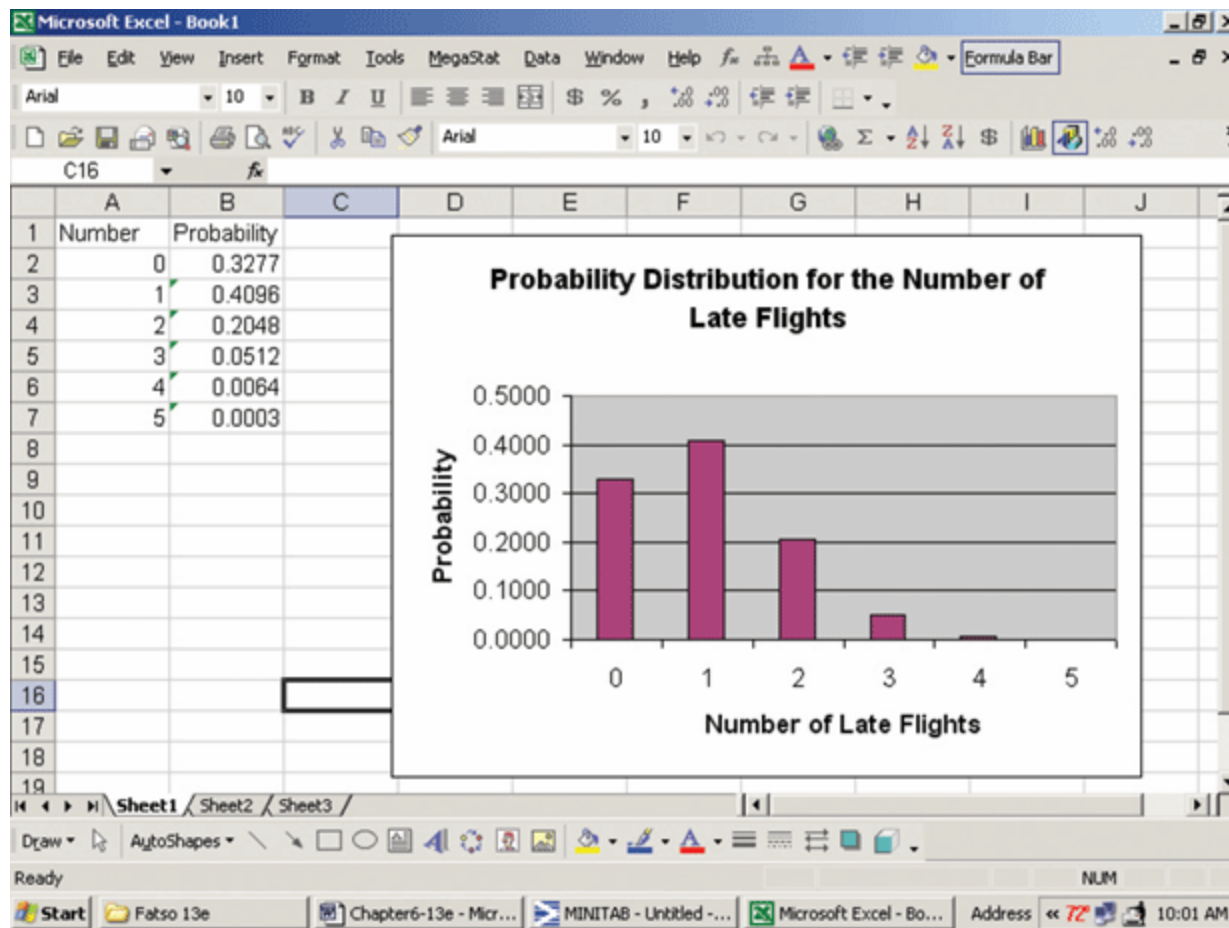 Microsoft Excel - Book1
File Edit View Insert Format Tools MegaStat Data Window Help Formula Bar
Arial 10 B I U $ % ,
Arial 10 Σ $
C16 fx
A B C D E F G H I J
1 Number Probability
2 0 0.3277
3 1 0.4096
4 2 0.2048
5 3 0.0512
6 4 0.0064
7 5 0.0003
8
9
10
11
12
13
14
15
16
17
18
19
Probability Distribution for the Number of
Late Flights
0.5000
0.4000
0.3000
0.2000
0.1000
0.0000
Probability
0 1 2 3 4 5
Number of Late Flights
Sheet1 Sheet2 Sheet3
Draw AutoShapes
Ready NUM
Start Fatso 13e Chapter6-13e - Micr... MINITAB - Untitled -... Microsoft Excel - Bo... Address « 72° 10:01 AM